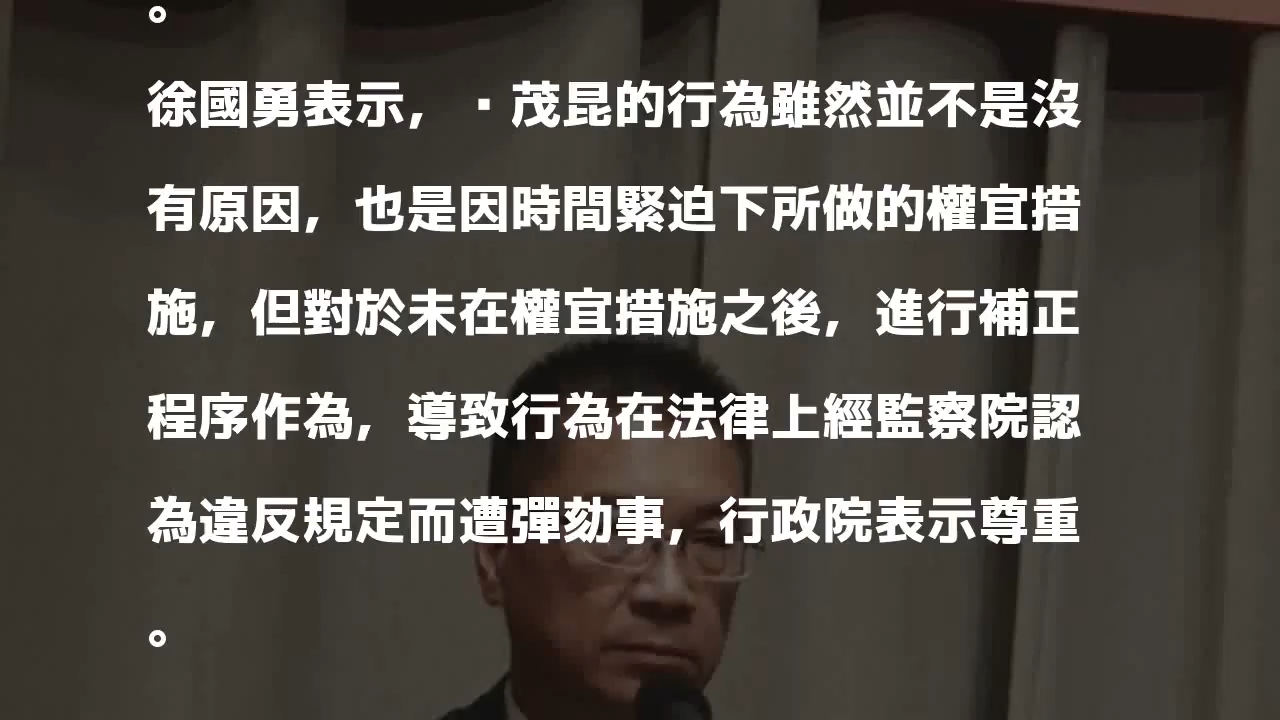 。
徐國勇表示，▪茂昆的行為雖然並不是沒
有原因，也是因時間緊迫下所做的權宜措
施，但對於未在權宜措施之後，進行補正
程序作為，導致行為在法律上經監察院認
為違反規定而遭彈劾事，行政院表示尊重
。